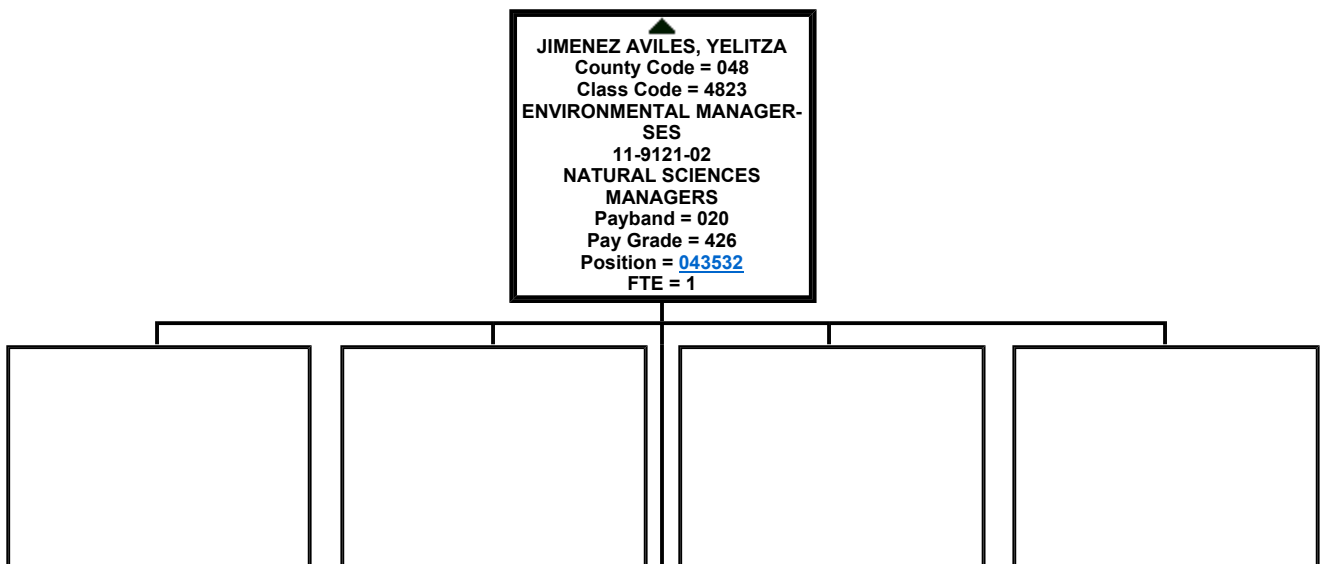 JIMENEZ AVILES, YELITZA
County Code = 048
Class Code = 4823
ENVIRONMENTAL MANAGER-
SES
11-9121-02
NATURAL SCIENCES
MANAGERS
Payband = 020
Pay Grade = 426
Position = 043532
FTE = 1